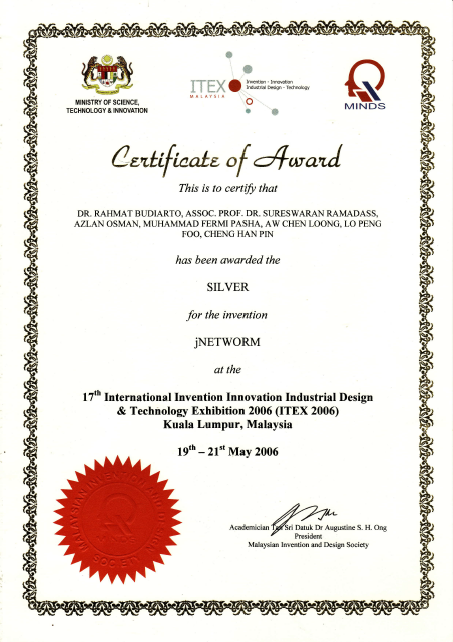 MINISTRY OF SCIENCE,
TECHNOLOGY & INNOVATION
ITEX
MALAYSIA
Invention - Innovation
Industrial Design - Technology
MINDS
Certificate of Award
This is to certify that
DR. RAHMAT BUDIARTO, ASSOC. PROF. DR. SURESWARAN RAMADASS,
AZLAN OSMAN, MUHAMMAD FERMI PASHA, AW CHEN LOONG, LO PENG
FOO, CHENG HAN PIN
has been awarded the
SILVER
for the invention
jNETWORM
at the
17th International Invention Innovation Industrial Design
& Technology Exhibition 2006 (ITEX 2006)
Kuala Lumpur, Malaysia
19th – 21st May 2006
Academician Tan Sri Datuk Dr Augustine S. H. Ong
President
Malaysian Invention and Design Society